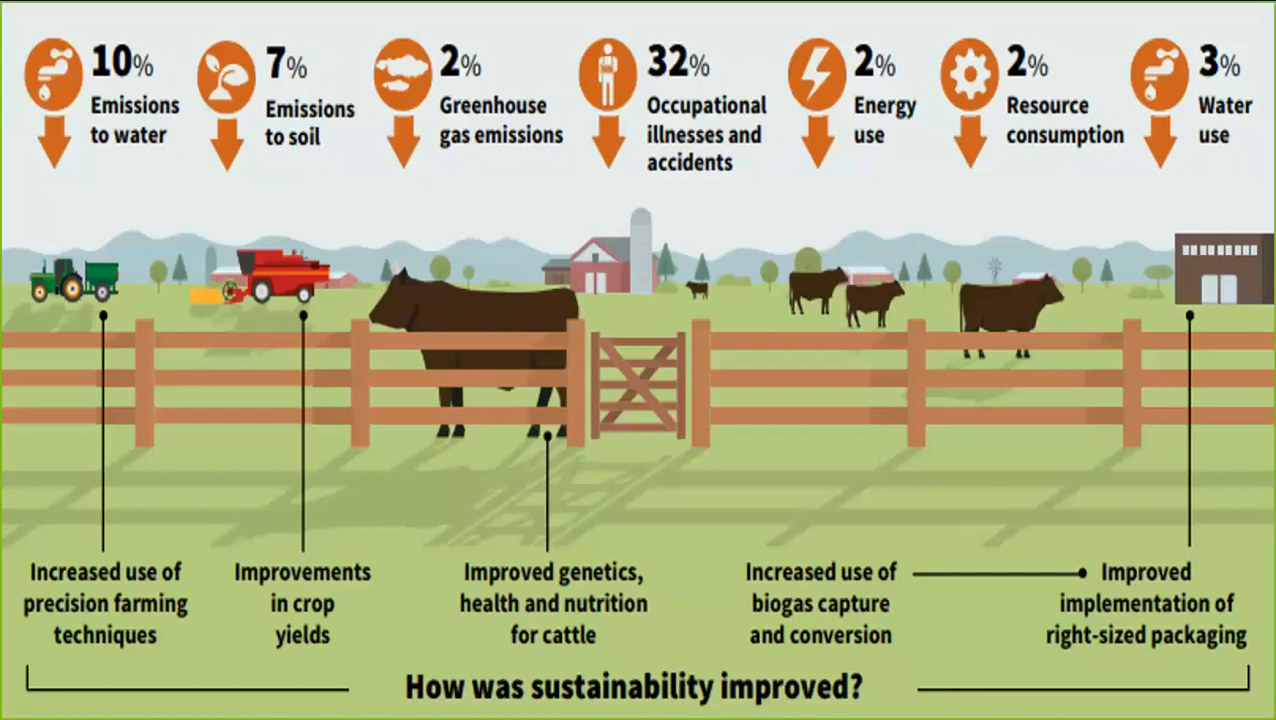 10%
Emissions
to water
7%
Emissions
to soil
2%
Greenhouse
gas emissions
32%
Occupational
illnesses and
accidents
2%
Energy
use
2%
Resource
consumption
3%
Water
use
Increased use of
precision farming
techniques
Improvements
in crop
yields
Improved genetics,
health and nutrition
for cattle
Increased use of
biogas capture
and conversion
Improved
implementation of
right-sized packaging
How was sustainability improved?